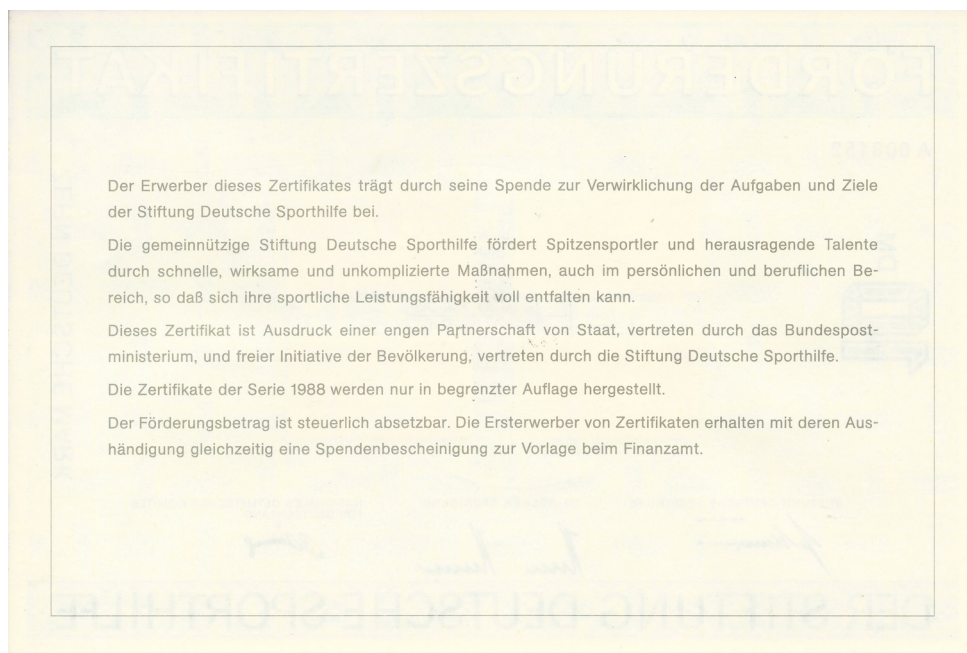 Der Erwerber dieses Zertifikates trägt durch seine Spende zur Verwirklichung der Aufgaben und Ziele
der Stiftung Deutsche Sporthilfe bei.
Die gemeinnützige Stiftung Deutsche Sporthilfe fördert Spitzensportler und herausragende Talente
durch schnelle, wirksame und unkomplizierte Maßnahmen, auch im persönlichen und beruflichen Be-
reich, so daß sich ihre sportliche Leistungsfähigkeit voll entfalten kann.
Dieses Zertifikat ist Ausdruck einer engen Partnerschaft von Staat, vertreten durch das Bundespost-
ministerium, und freier Initiative der Bevölkerung, vertreten durch die Stiftung Deutsche Sporthilfe.
Die Zertifikate der Serie 1988 werden nur in begrenzter Auflage hergestellt.
Der Förderungsbetrag ist steuerlich absetzbar. Die Ersterwerber von Zertifikaten erhalten mit deren Aus-
händigung gleichzeitig eine Spendenbescheinigung zur Vorlage beim Finanzamt.